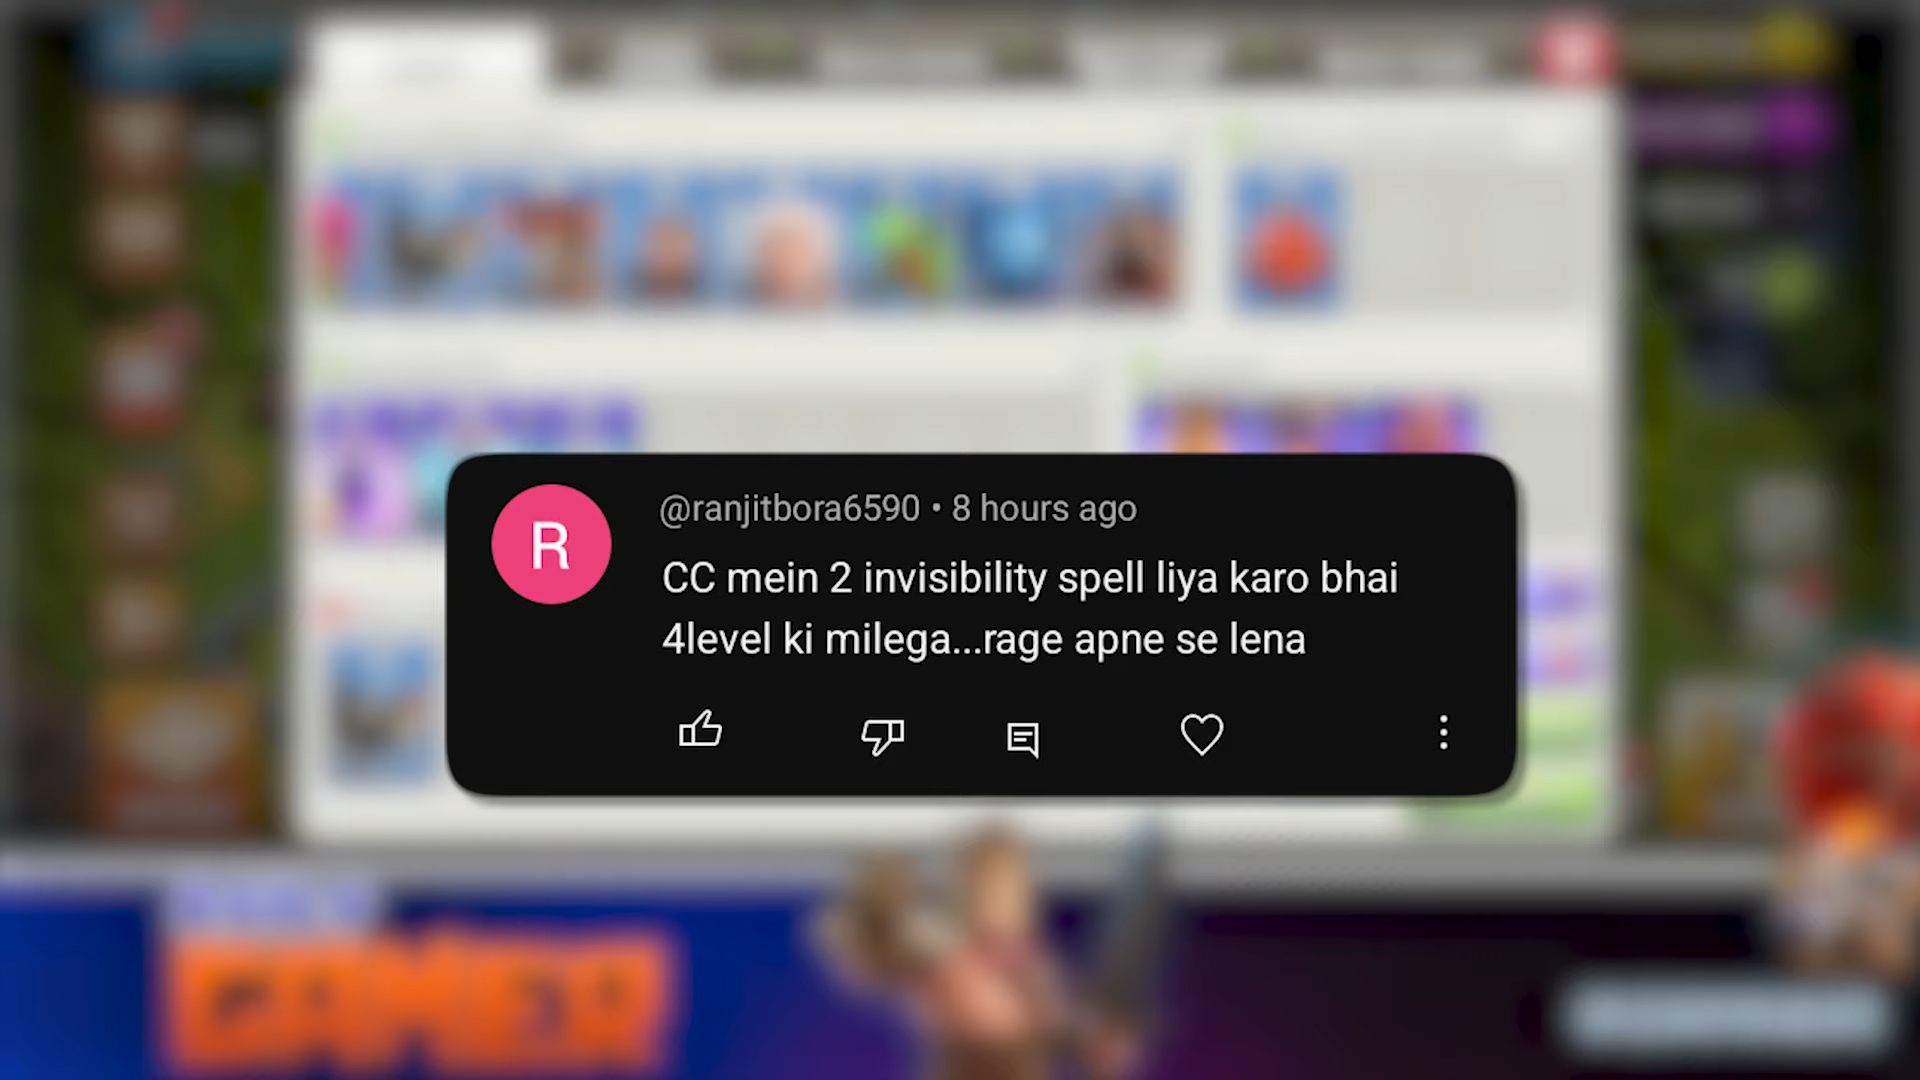 @ranjitbora6590 • 8 hours ago
R
CC mein 2 invisibility spell liya karo bhai
4level ki milega...rage apne se lena
GAMER